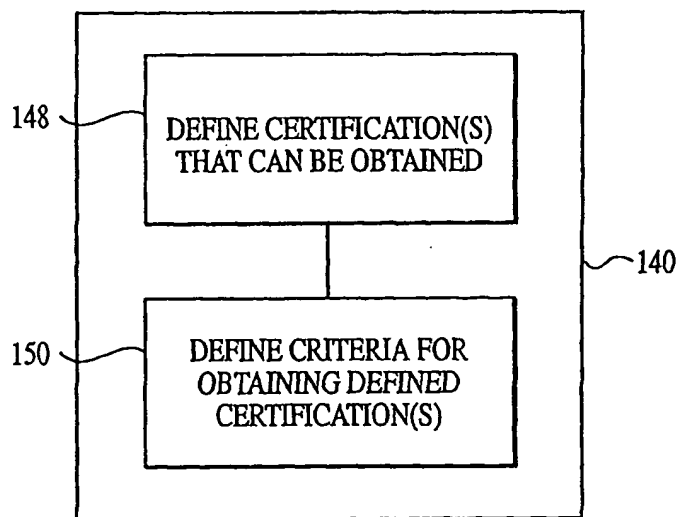 148
DEFINE CERTIFICATION(S)
THAT CAN BE OBTAINED
140
150
DEFINE CRITERIA FOR
OBTAINING DEFINED
CERTIFICATION(S)